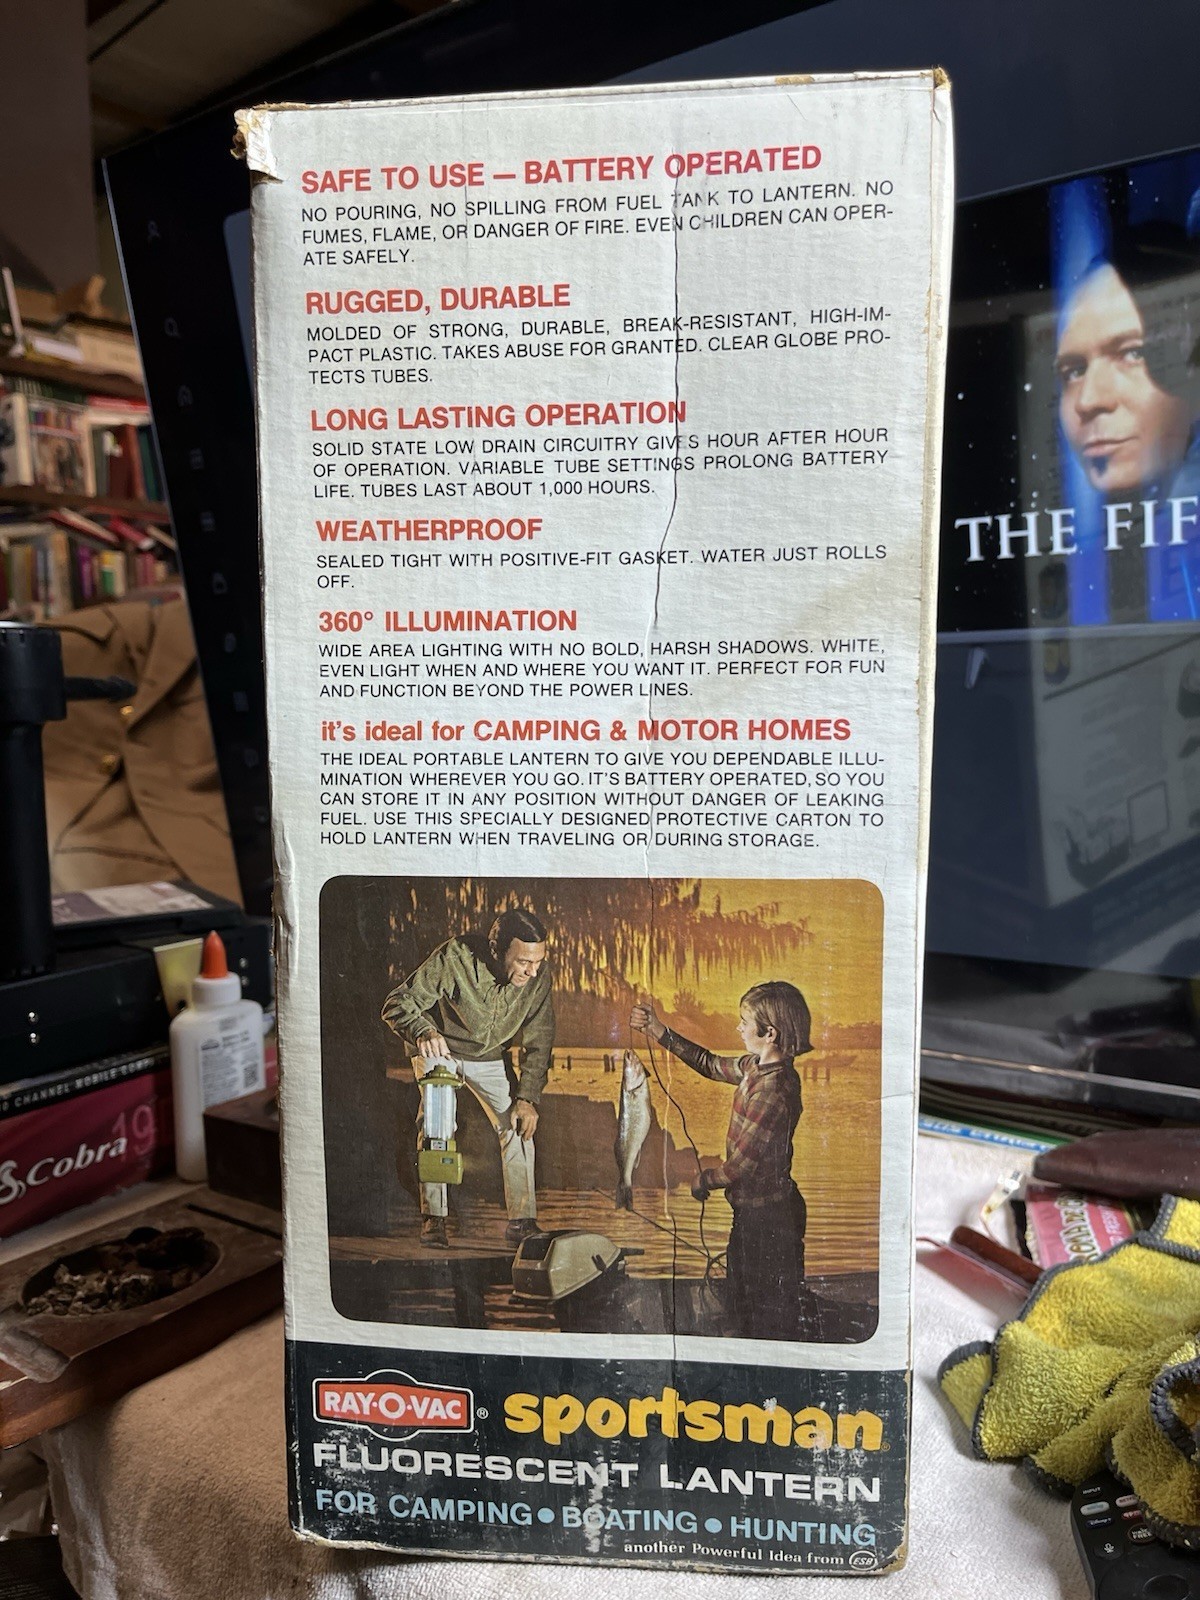 SAFE TO USE — BATTERY OPERATED
NO POURING, NO SPILLING FROM FUEL TANK TO LANTERN. NO
FUMES, FLAME, OR DANGER OF FIRE. EVEN CHILDREN CAN OPER-
ATE SAFELY.
RUGGED, DURABLE
MOLDED OF STRONG, DURABLE, BREAK-RESISTANT, HIGH-IM-
PACT PLASTIC. TAKES ABUSE FOR GRANTED. CLEAR GLOBE PRO-
TECTS TUBES.
LONG LASTING OPERATION
SOLID STATE LOW DRAIN CIRCUITRY GIVES HOUR AFTER HOUR
OF OPERATION. VARIABLE TUBE SETTINGS PROLONG BATTERY
LIFE. TUBES LAST ABOUT 1,000 HOURS.
WEATHERPROOF
SEALED TIGHT WITH POSITIVE-FIT GASKET. WATER JUST ROLLS
OFF.
360° ILLUMINATION
WIDE AREA LIGHTING WITH NO BOLD, HARSH SHADOWS. WHITE,
EVEN LIGHT WHEN AND WHERE YOU WANT IT. PERFECT FOR FUN
AND FUNCTION BEYOND THE POWER LINES.
it's ideal for CAMPING & MOTOR HOMES
THE IDEAL PORTABLE LANTERN TO GIVE YOU DEPENDABLE ILLU-
MINATION WHEREVER YOU GO. IT'S BATTERY OPERATED, SO YOU
CAN STORE IT IN ANY POSITION WITHOUT DANGER OF LEAKING
FUEL. USE THIS SPECIALLY DESIGNED PROTECTIVE CARTON TO
HOLD LANTERN WHEN TRAVELING OR DURING STORAGE.
RAY-O-VAC® sportsman®
FLUORESCENT LANTERN
FOR CAMPING • BOATING • HUNTING
another Powerful Idea from ESB
THE FIF
CHANNEL MOBILE
Cobra 19
INPUT